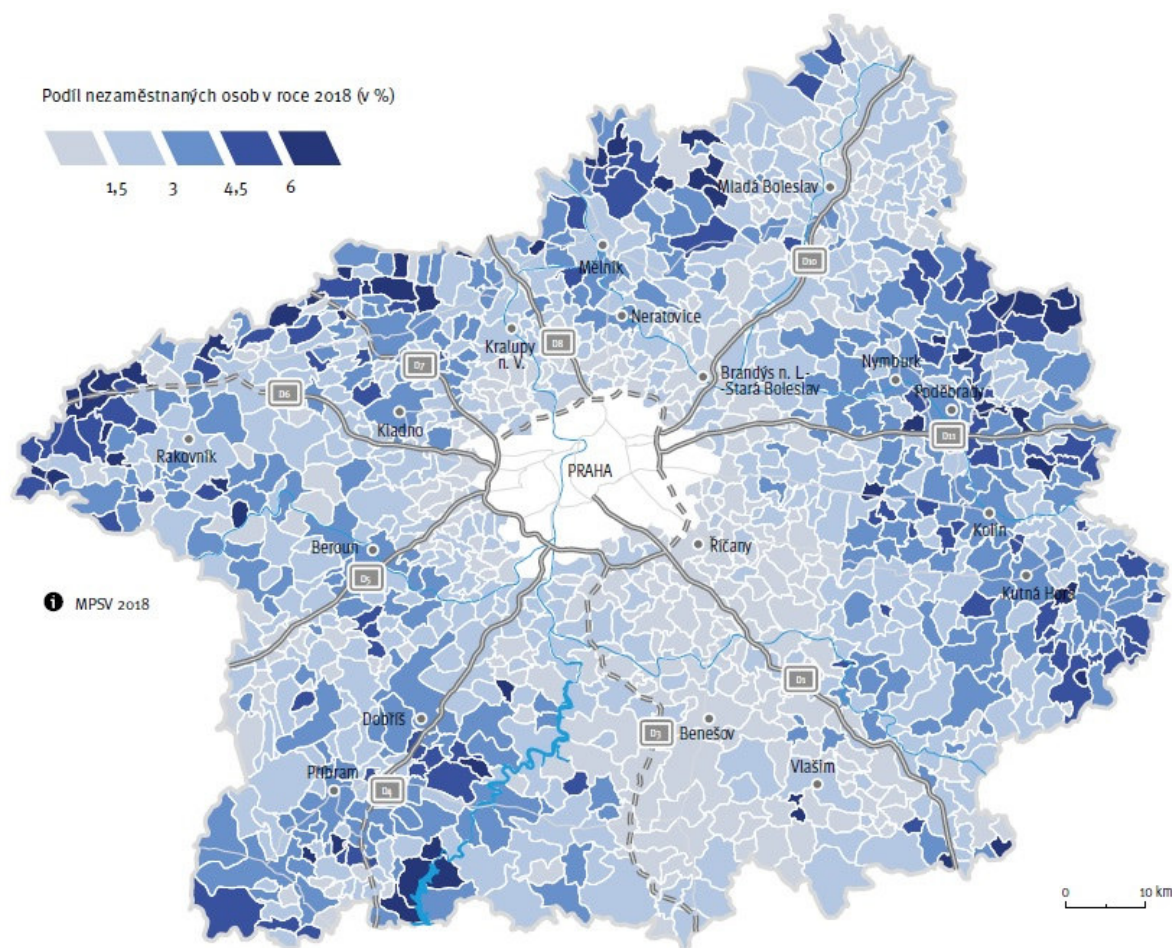 Podíl nezaměstnaných osob v roce 2018 (v %)
1,5 3 4,5 6
Mladá Boleslav
D10
Mělník
Neratovice
D8
Kralupy
n. V.
D7
Brandýs n. L.-
-Stará Boleslav
Nymburk
Poděbrady
D6
Kladno
D11
Rakovník
PRAHA
Kolín
Beroun
Říčany
D5
Kutná Hora
MPSV 2018
D1
Dobříš
D3
Benešov
Příbram
D4
Vlašim
0 10 km